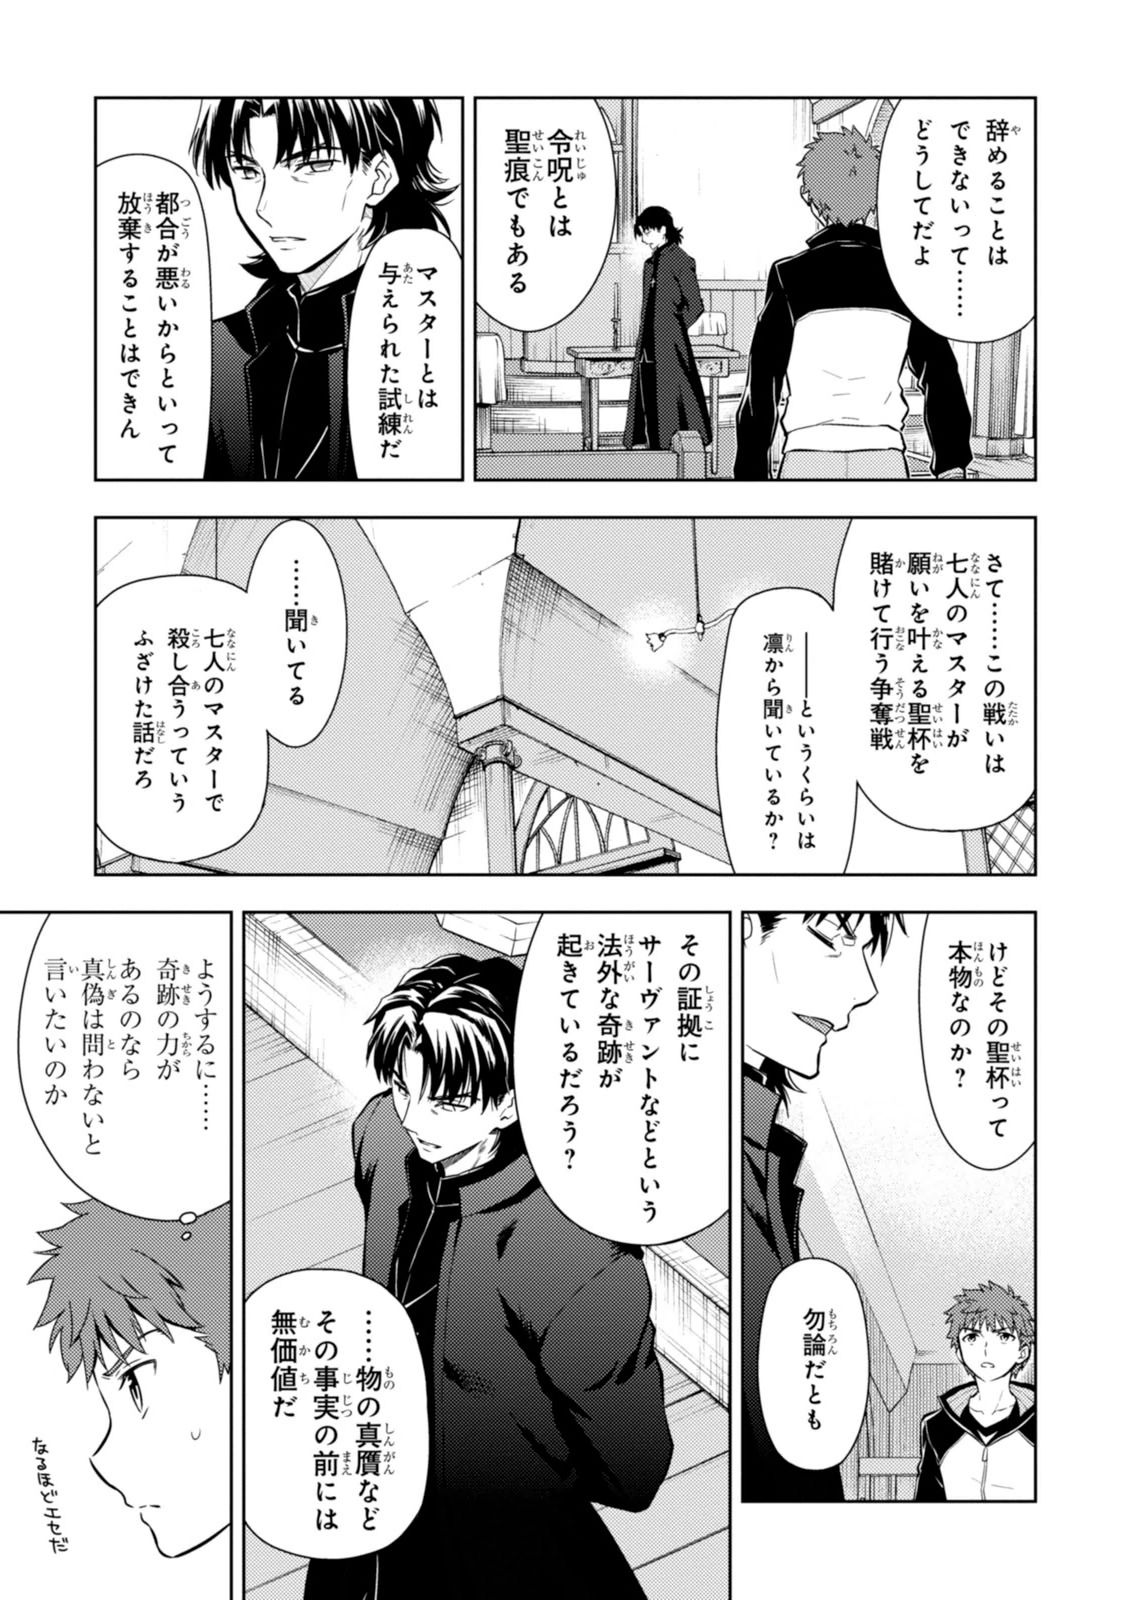 辞めることは
できないって……
どうしてだよ
令呪とは
聖痕でもある
マスターとは
与えられた試練だ
都合が悪いからといって
放棄することはできん
さて……この戦いは
七人のマスターが
願いを叶える聖杯を
賭けて行う争奪戦
――というくらいは
凛から聞いているか?
……聞いてる
七人のマスターで
殺し合うっていう
ふざけた話だろ
けどその聖杯って
本物なのか?
勿論だとも
その証拠に
サーヴァントなどという
法外な奇跡が
起きているだろう?
……物の真贋など
その事実の前には
無価値だ
ようするに……
奇跡の力が
あるのなら
真偽は問わないと
言いたいのか
なるほどエセだ